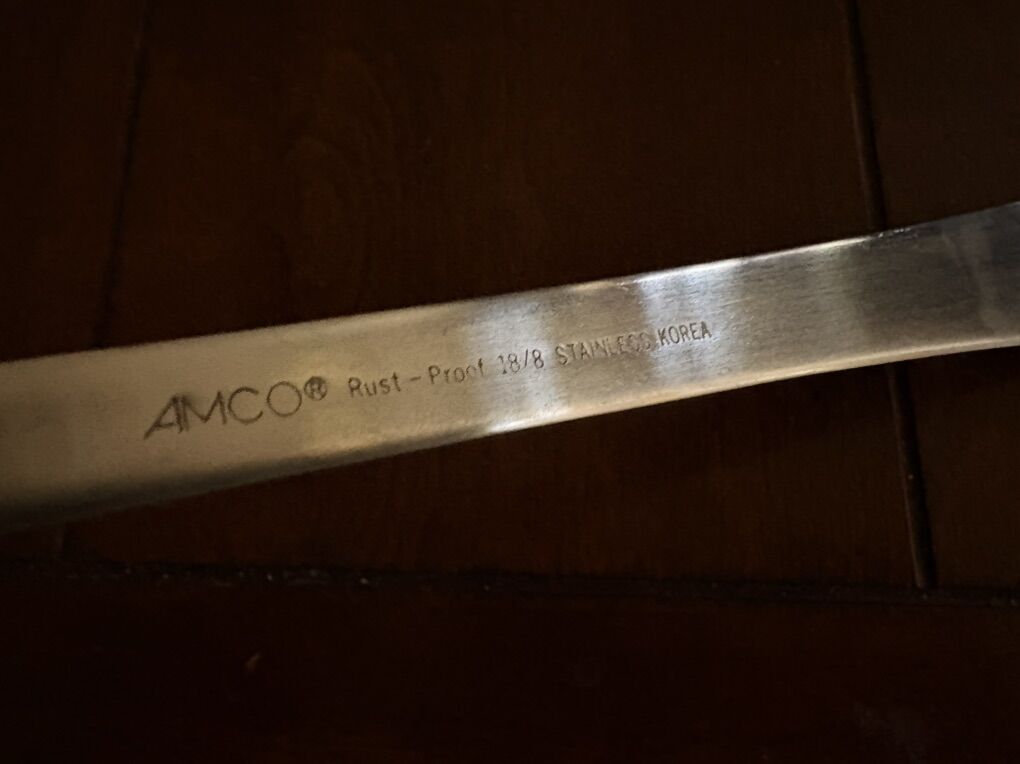 AMCO® Rust-Proof 18/8 STAINLESS KOREA